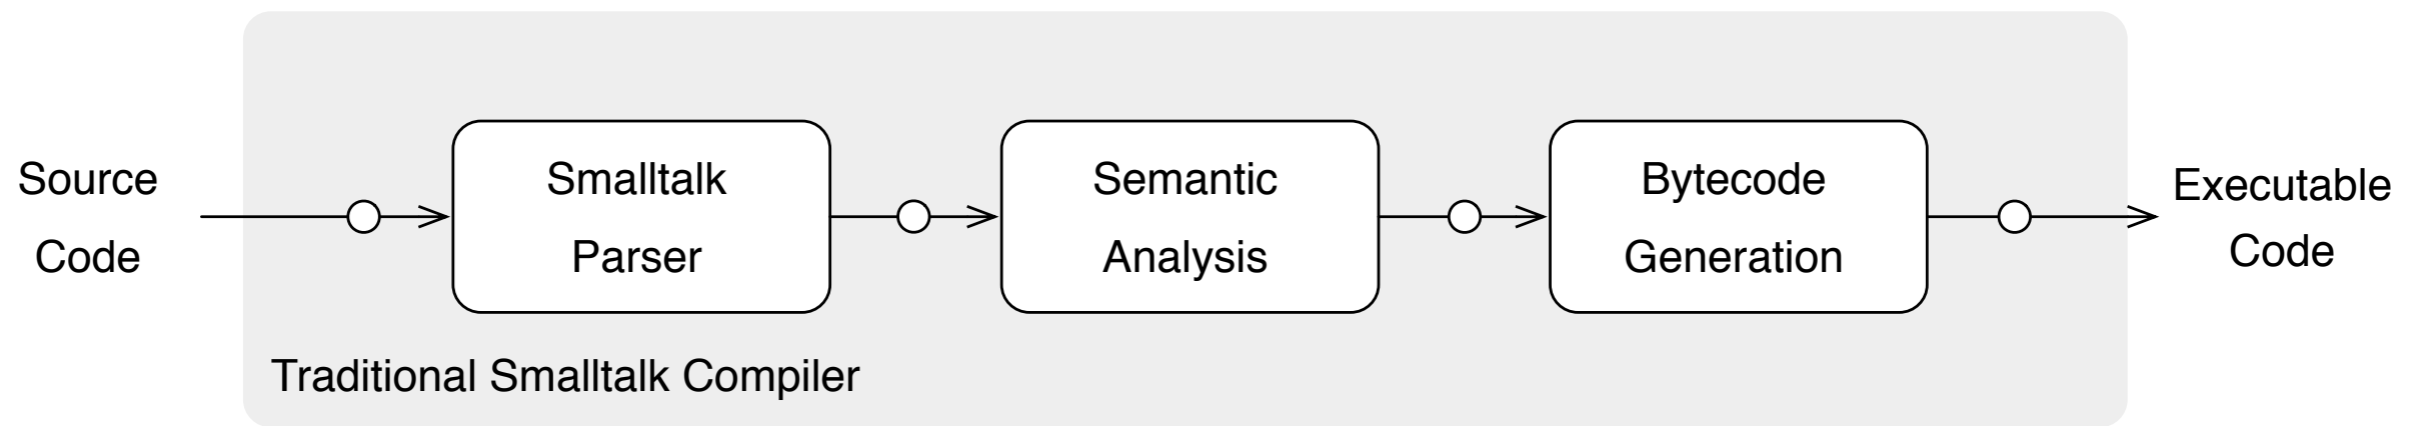 Source
Code
Smalltalk
Parser
Semantic
Analysis
Bytecode
Generation
Executable
Code
Traditional Smalltalk Compiler